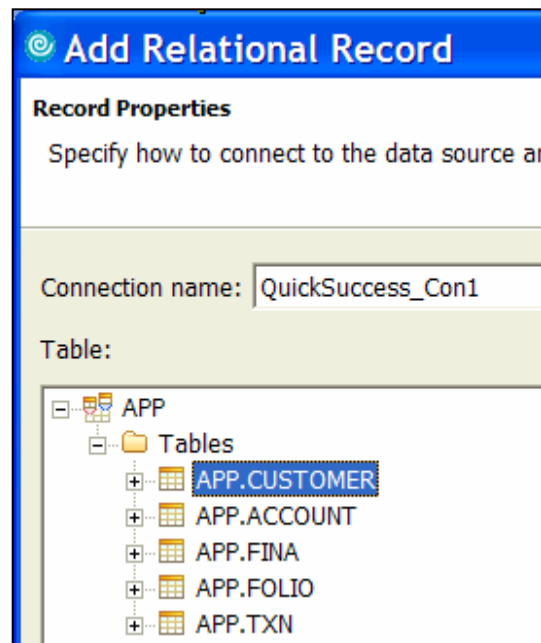 Add Relational Record
Record Properties
Specify how to connect to the data source
Connection name: QuickSuccess_Con1
Table:
APP
Tables
APP.CUSTOMER
APP.ACCOUNT
APP.FINA
APP.FOLIO
APP.TXN